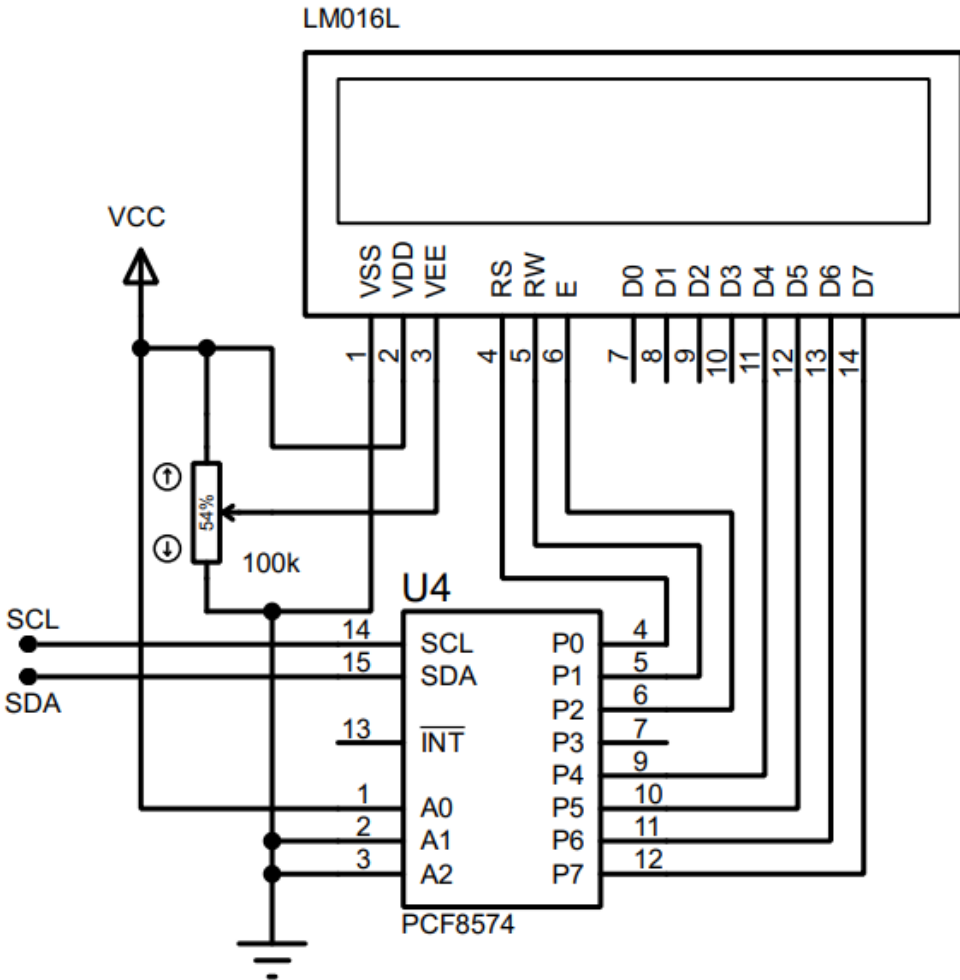 LM016L
VCC
VSS
VDD
VEE
RS
RW
E
D0
D1
D2
D3
D4
D5
D6
D7
1
2
3
4
5
6
7
8
9
10
11
12
13
14
54%
100k
U4
SCL
SDA
14 SCL P0 4
15 SDA P1 5
P2 6
13 INT P3 7
P4 9
1 A0 P5 10
2 A1 P6 11
3 A2 P7 12
PCF8574